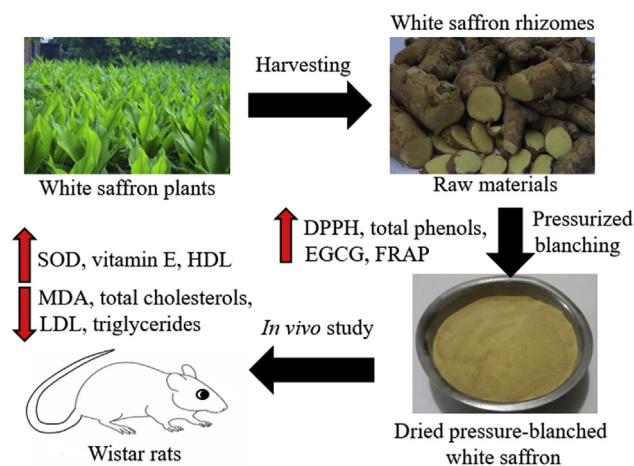 White saffron rhizomes
Harvesting
White saffron plants
Raw materials
Pressurized
blanching
DPPH, total phenols,
EGCG, FRAP
SOD, vitamin E, HDL
MDA, total cholesterols,
LDL, triglycerides
In vivo study
Wistar rats
Dried pressure-blanched
white saffron